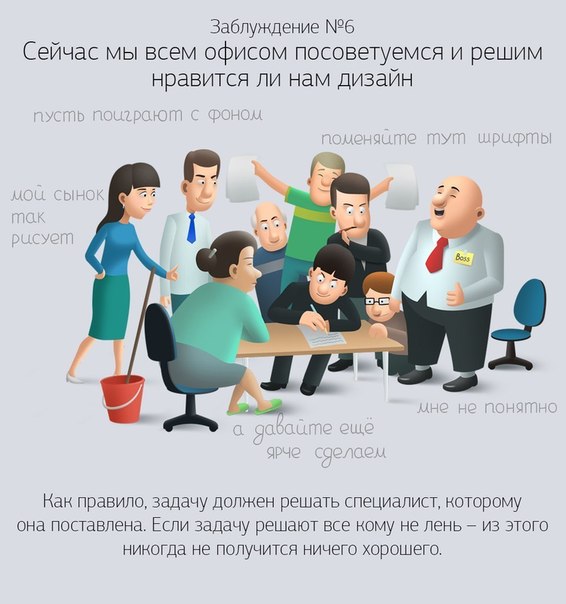 Заблуждение №6
Сейчас мы всем офисом посоветуемся и решим
нравится ли нам дизайн
пусть поиграют с фоном
поменяйте тут шрифты
мой сынок
так
рисует
Boss
мне не понятно
а давайте ещё
ярче сделаем
Как правило, задачу должен решать специалист, которому
она поставлена. Если задачу решают все кому не лень – из этого
никогда не получится ничего хорошего.